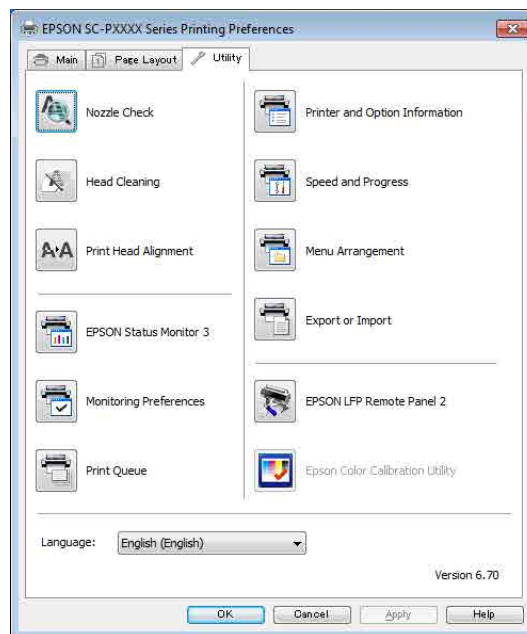 EPSON SC-PXXXX Series Printing Preferences
Main
Page Layout
Utility
Nozzle Check
Head Cleaning
Print Head Alignment
EPSON Status Monitor 3
Monitoring Preferences
Print Queue
Printer and Option Information
Speed and Progress
Menu Arrangement
Export or Import
EPSON LFP Remote Panel 2
Epson Color Calibration Utility
Language: English (English)
Version 6.70
OK Cancel Apply Help